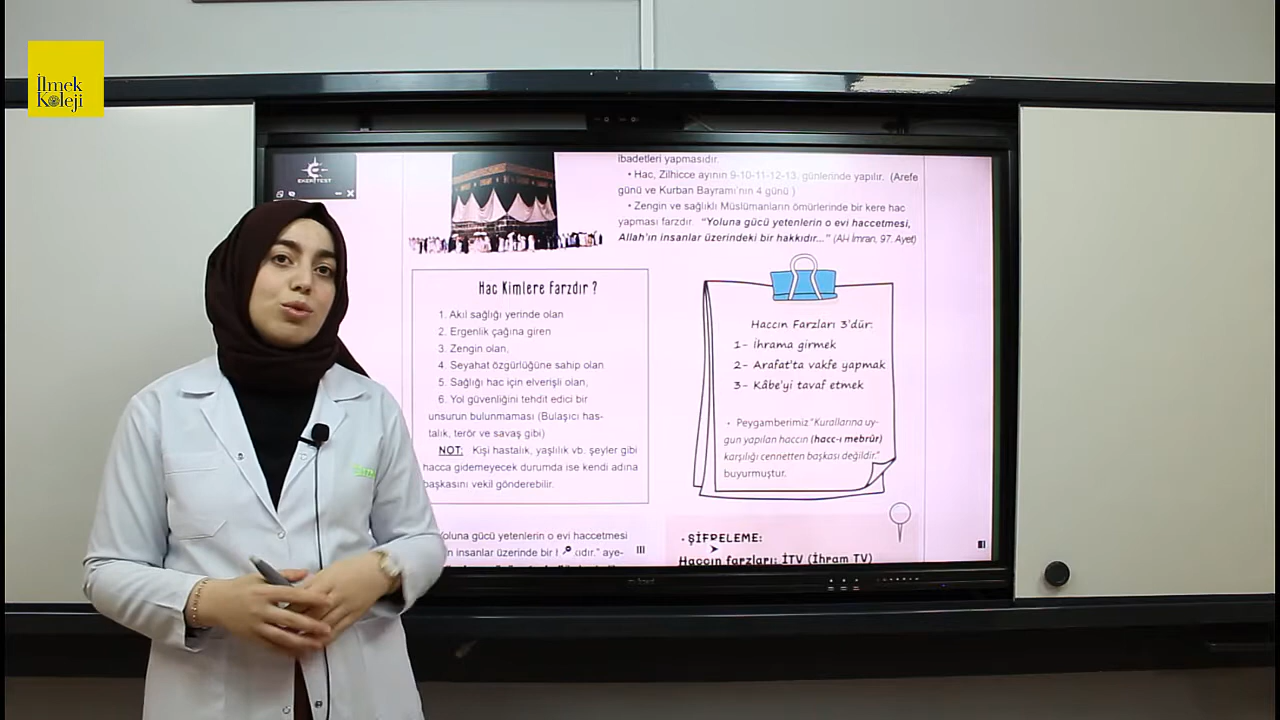 İlmek
Koleji
EKERİTEST
ibadetleri yapmasıdır.
• Hac, Zilhicce ayının 9-10-11-12-13. günlerinde yapılır. (Arefe
günü ve Kurban Bayramı'nın 4 günü )
• Zengin ve sağlıklı Müslümanların ömürlerinde bir kere hac
yapması farzdır. "Yoluna gücü yetenlerin o evi haccetmesi,
Allah'ın insanlar üzerindeki bir hakkıdır..." (Al-i İmran, 97. Ayet)
Hac Kimlere Farzdır ?
1. Akıl sağlığı yerinde olan
2. Ergenlik çağına giren
3. Zengin olan,
4. Seyahat özgürlüğüne sahip olan
5. Sağlığı hac için elverişli olan,
6. Yol güvenliğini tehdit edici bir
unsurun bulunmaması (Bulaşıcı has-
talık, terör ve savaş gibi)
NOT: Kişi hastalık, yaşlılık vb. şeyler gibi
hacca gidemeyecek durumda ise kendi adına
başkasını vekil gönderebilir.
Haccın Farzları 3'dür:
1- İhrama girmek
2- Arafat'ta vakfe yapmak
3- Kâbe'yi tavaf etmek
• Peygamberimiz "Kurallarına uy-
gun yapılan haccın (hacc-ı mebrûr)
karşılığı cennetten başkası değildir."
buyurmuştur.
Yoluna gücü yetenlerin o evi haccetmesi
insanlar üzerinde bir ıdır." aye-
• ŞİFRELEME:
Haccın farzları: İTV (İhram TV)